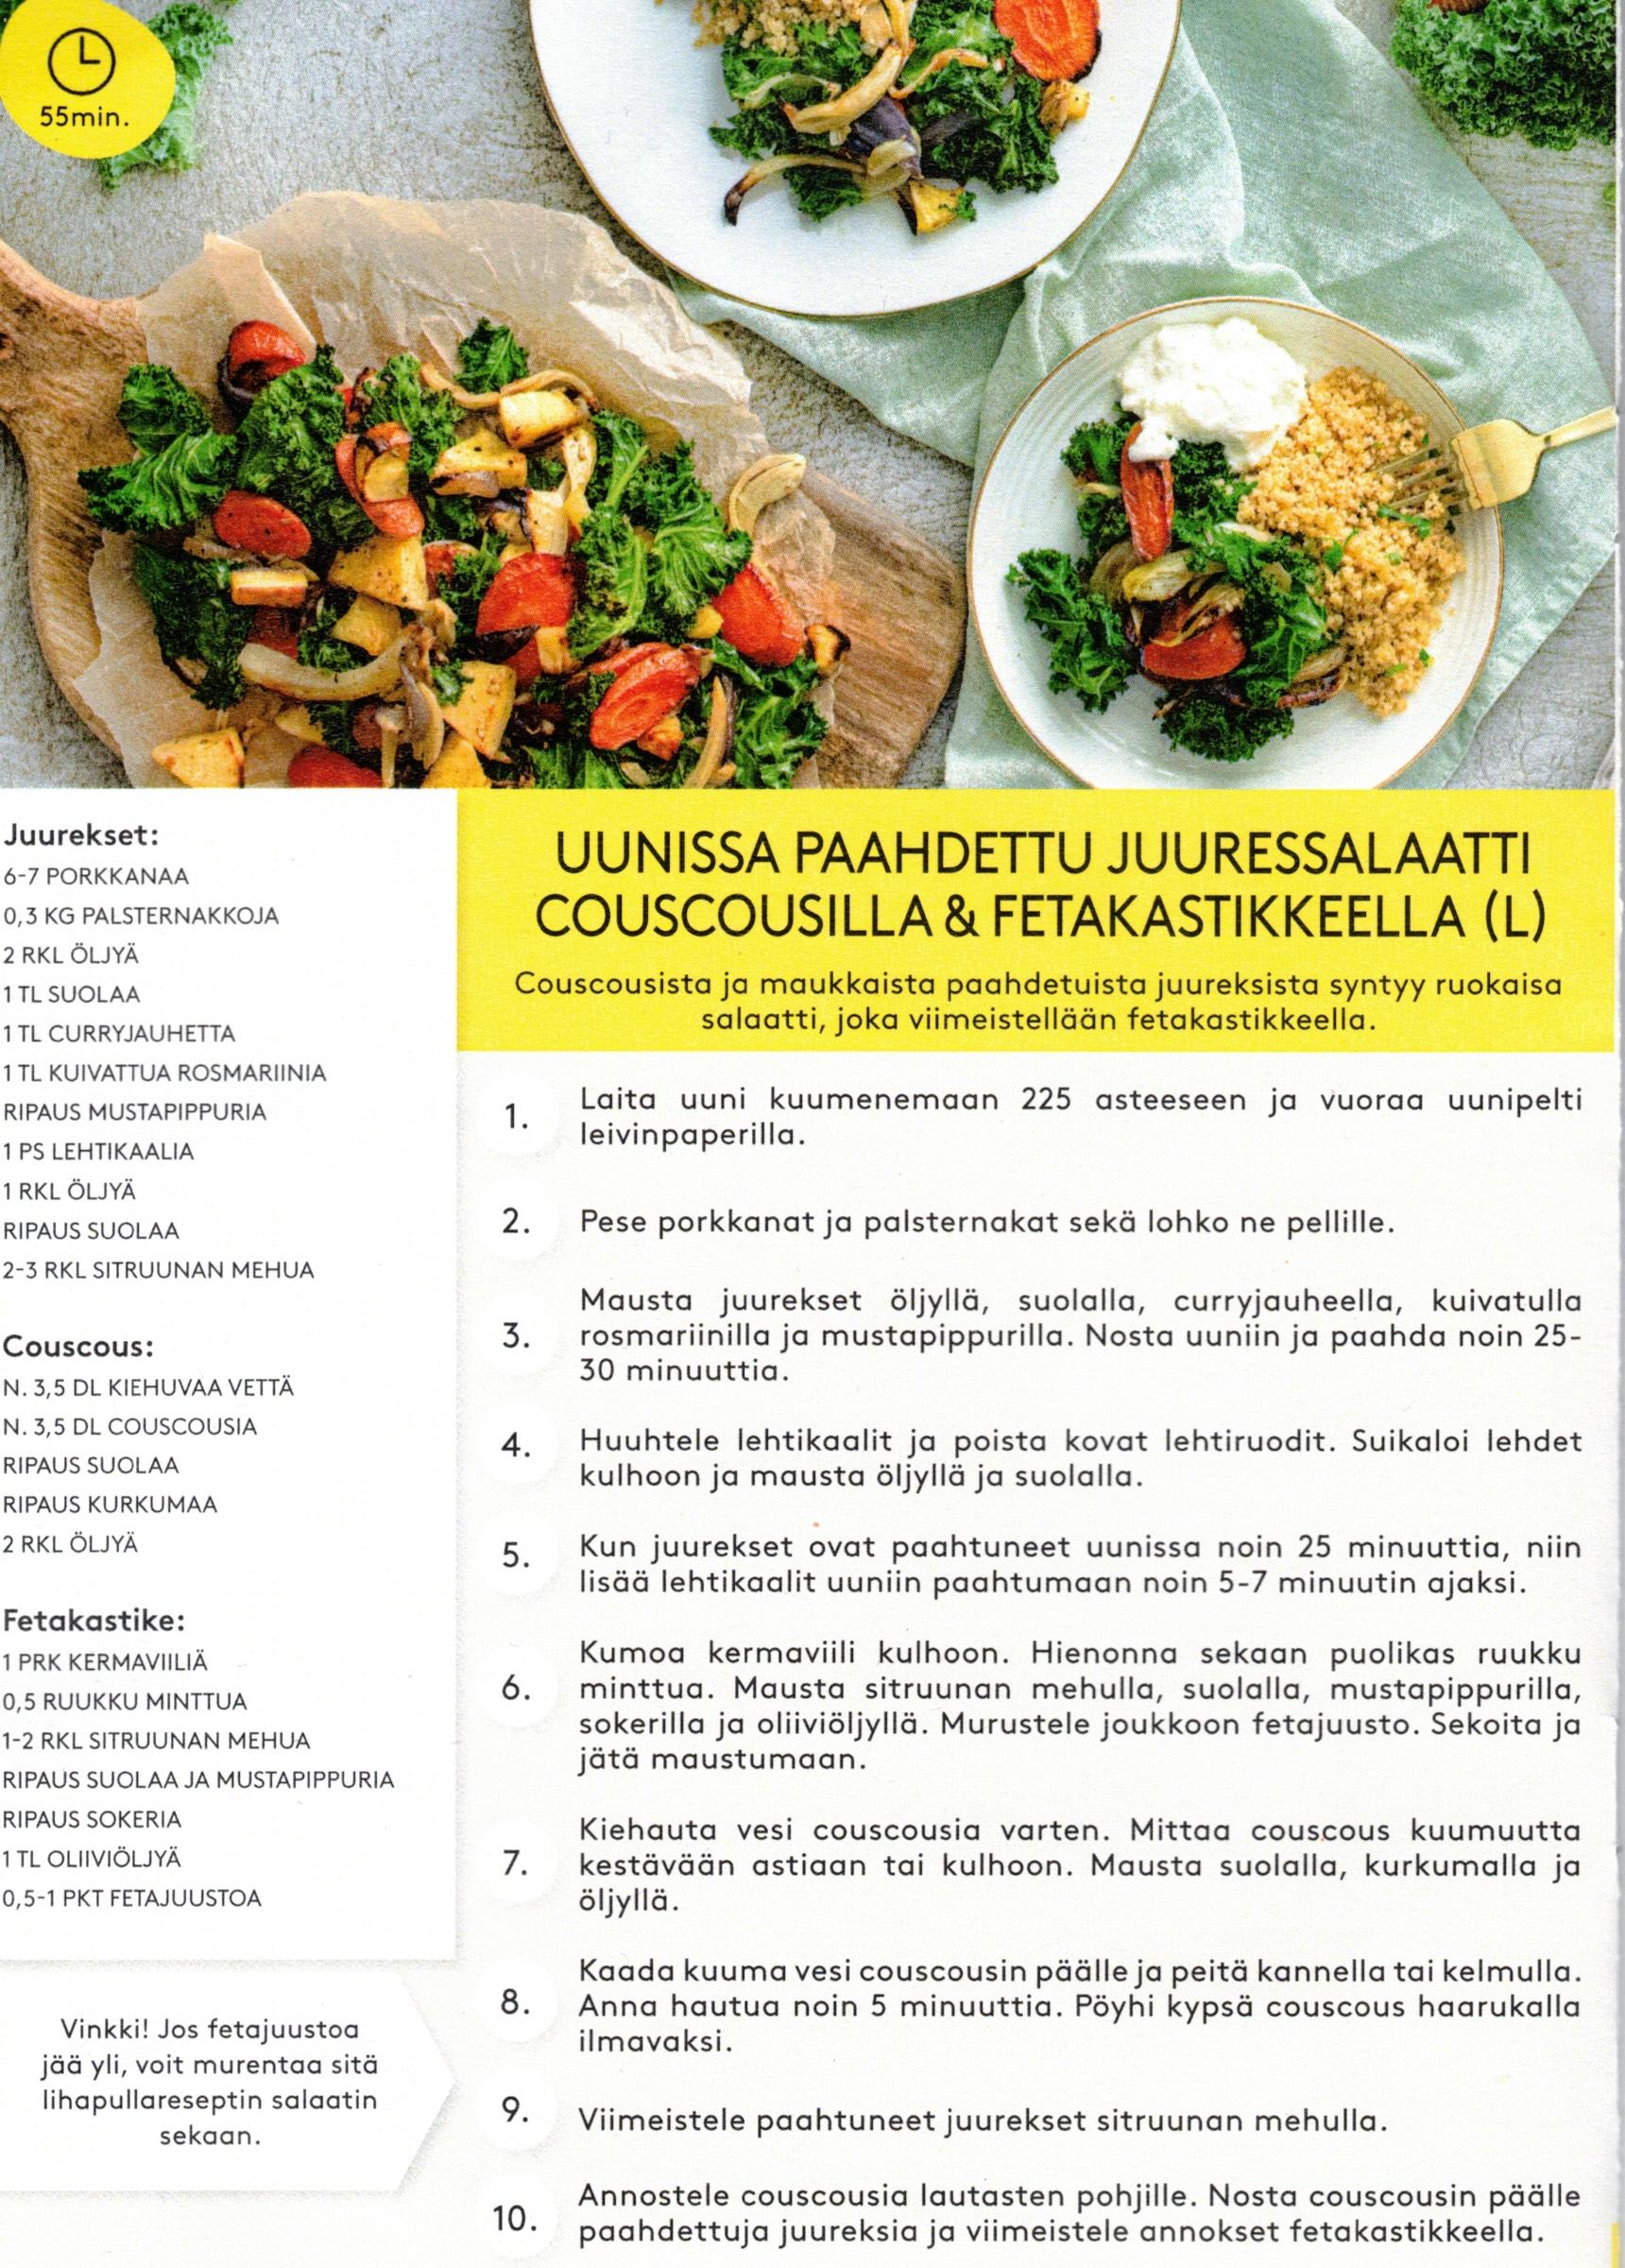 55min.
Juurekset:
6-7 PORKKANAA
0,3 KG PALSTERNAKKOJA
2 RKL ÖLJYÄ
1 TL SUOLAA
1 TL CURRYJAUHETTA
1 TL KUIVATTUA ROSMARIINIA
RIPAUS MUSTAPIPPURIA
1 PS LEHTIKAALIA
1 RKL ÖLJYÄ
RIPAUS SUOLAA
2-3 RKL SITRUUNAN MEHUA
Couscous:
N. 3,5 DL KIEHUVAA VETTÄ
N. 3,5 DL COUSCOUSIA
RIPAUS SUOLAA
RIPAUS KURKUMAA
2 RKL ÖLJYÄ
Fetakastike:
1 PRK KERMAVIILIÄ
0,5 RUUKKU MINTTUA
1-2 RKL SITRUUNAN MEHUA
RIPAUS SUOLAA JA MUSTAPIPPURIA
RIPAUS SOKERIA
1 TL OLIIVIÖLJYÄ
0,5-1 PKT FETAJUUSTOA
Vinkki! Jos fetajuustoa
jää yli, voit murentaa sitä
lihapullareseptin salaatin
sekaan.
UUNISSA PAAHDETTU JUURESSALAATTI
COUSCOUSILLA & FETAKASTIKKEELLA (L)
Couscousista ja maukkaista paahdetuista juureksista syntyy ruokaisa
salaatti, joka viimeistellään fetakastikkeella.
1. Laita uuni kuumenemaan 225 asteeseen ja vuoraa uunipelti
leivinpaperilla.
2. Pese porkkanat ja palsternakat sekä lohko ne pellille.
Mausta juurekset öljyllä, suolalla, curryjauheella, kuivatulla
3. rosmariinilla ja mustapippurilla. Nosta uuniin ja paahda noin 25-
30 minuuttia.
4. Huuhtele lehtikaalit ja poista kovat lehtiruodit. Suikaloi lehdet
kulhoon ja mausta öljyllä ja suolalla.
5. Kun juurekset ovat paahtuneet uunissa noin 25 minuuttia, niin
lisää lehtikaalit uuniin paahtumaan noin 5-7 minuutin ajaksi.
Kumoa kermaviili kulhoon. Hienonna sekaan puolikas ruukku
6. minttua. Mausta sitruunan mehulla, suolalla, mustapippurilla,
sokerilla ja oliiviöljyllä. Murustele joukkoon fetajuusto. Sekoita ja
jätä maustumaan.
Kiehauta vesi couscousia varten. Mittaa couscous kuumuutta
7. kestävään astiaan tai kulhoon. Mausta suolalla, kurkumalla ja
öljyllä.
Kaada kuuma vesi couscousin päälle ja peitä kannella tai kelmulla.
8. Anna hautua noin 5 minuuttia. Pöyhi kypsä couscous haarukalla
ilmavaksi.
9. Viimeistele paahtuneet juurekset sitruunan mehulla.
10. Annostele couscousia lautasten pohjille. Nosta couscousin päälle
paahdettuja juureksia ja viimeistele annokset fetakastikkeella.